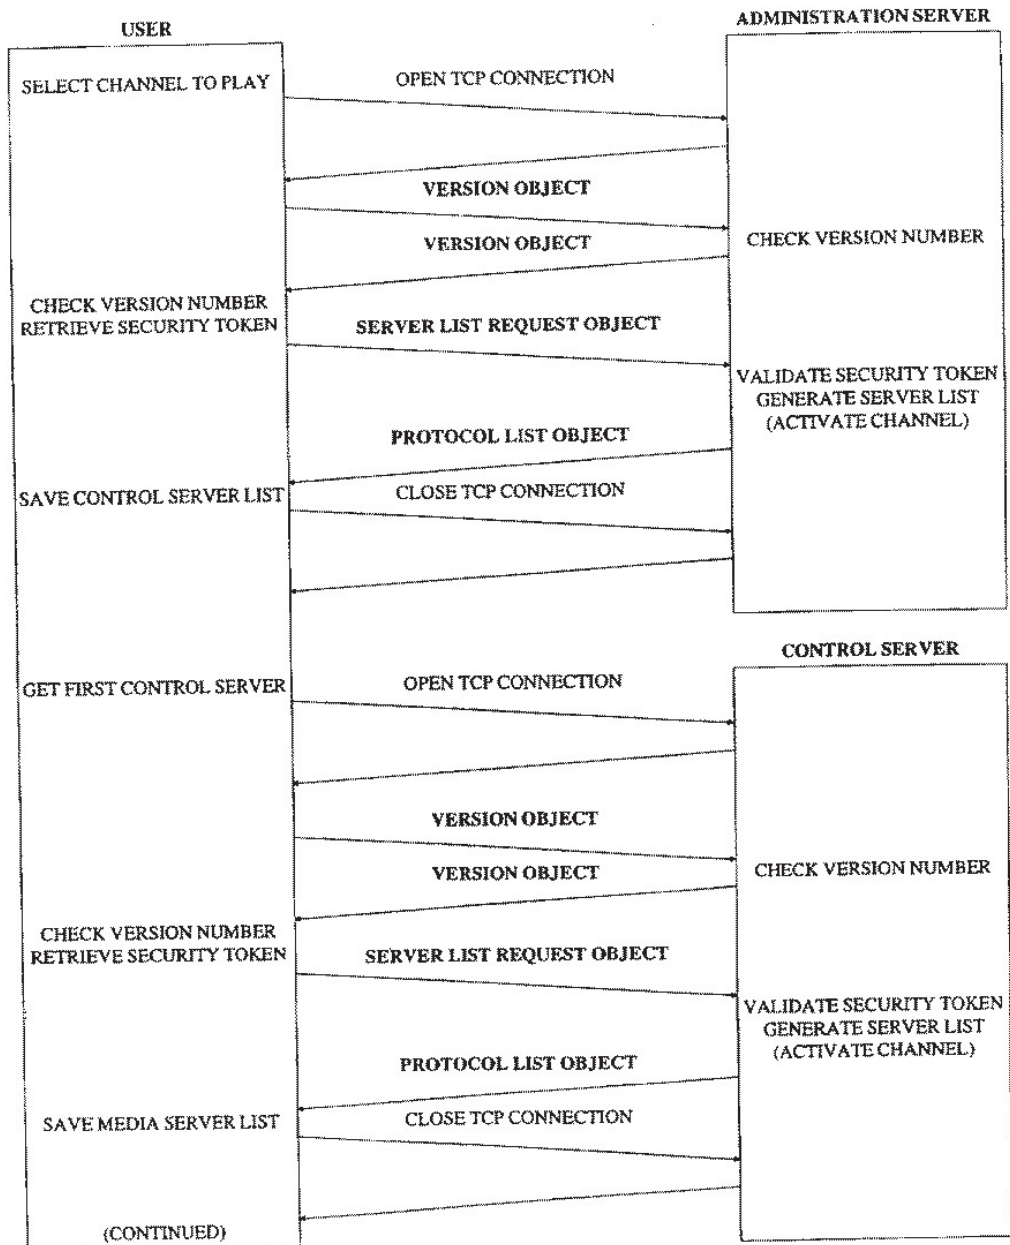 USER
ADMINISTRATION SERVER
SELECT CHANNEL TO PLAY
OPEN TCP CONNECTION
VERSION OBJECT
VERSION OBJECT
CHECK VERSION NUMBER
CHECK VERSION NUMBER
RETRIEVE SECURITY TOKEN
SERVER LIST REQUEST OBJECT
VALIDATE SECURITY TOKEN
GENERATE SERVER LIST
(ACTIVATE CHANNEL)
PROTOCOL LIST OBJECT
SAVE CONTROL SERVER LIST
CLOSE TCP CONNECTION
CONTROL SERVER
GET FIRST CONTROL SERVER
OPEN TCP CONNECTION
VERSION OBJECT
VERSION OBJECT
CHECK VERSION NUMBER
CHECK VERSION NUMBER
RETRIEVE SECURITY TOKEN
SERVER LIST REQUEST OBJECT
VALIDATE SECURITY TOKEN
GENERATE SERVER LIST
(ACTIVATE CHANNEL)
PROTOCOL LIST OBJECT
SAVE MEDIA SERVER LIST
CLOSE TCP CONNECTION
(CONTINUED)